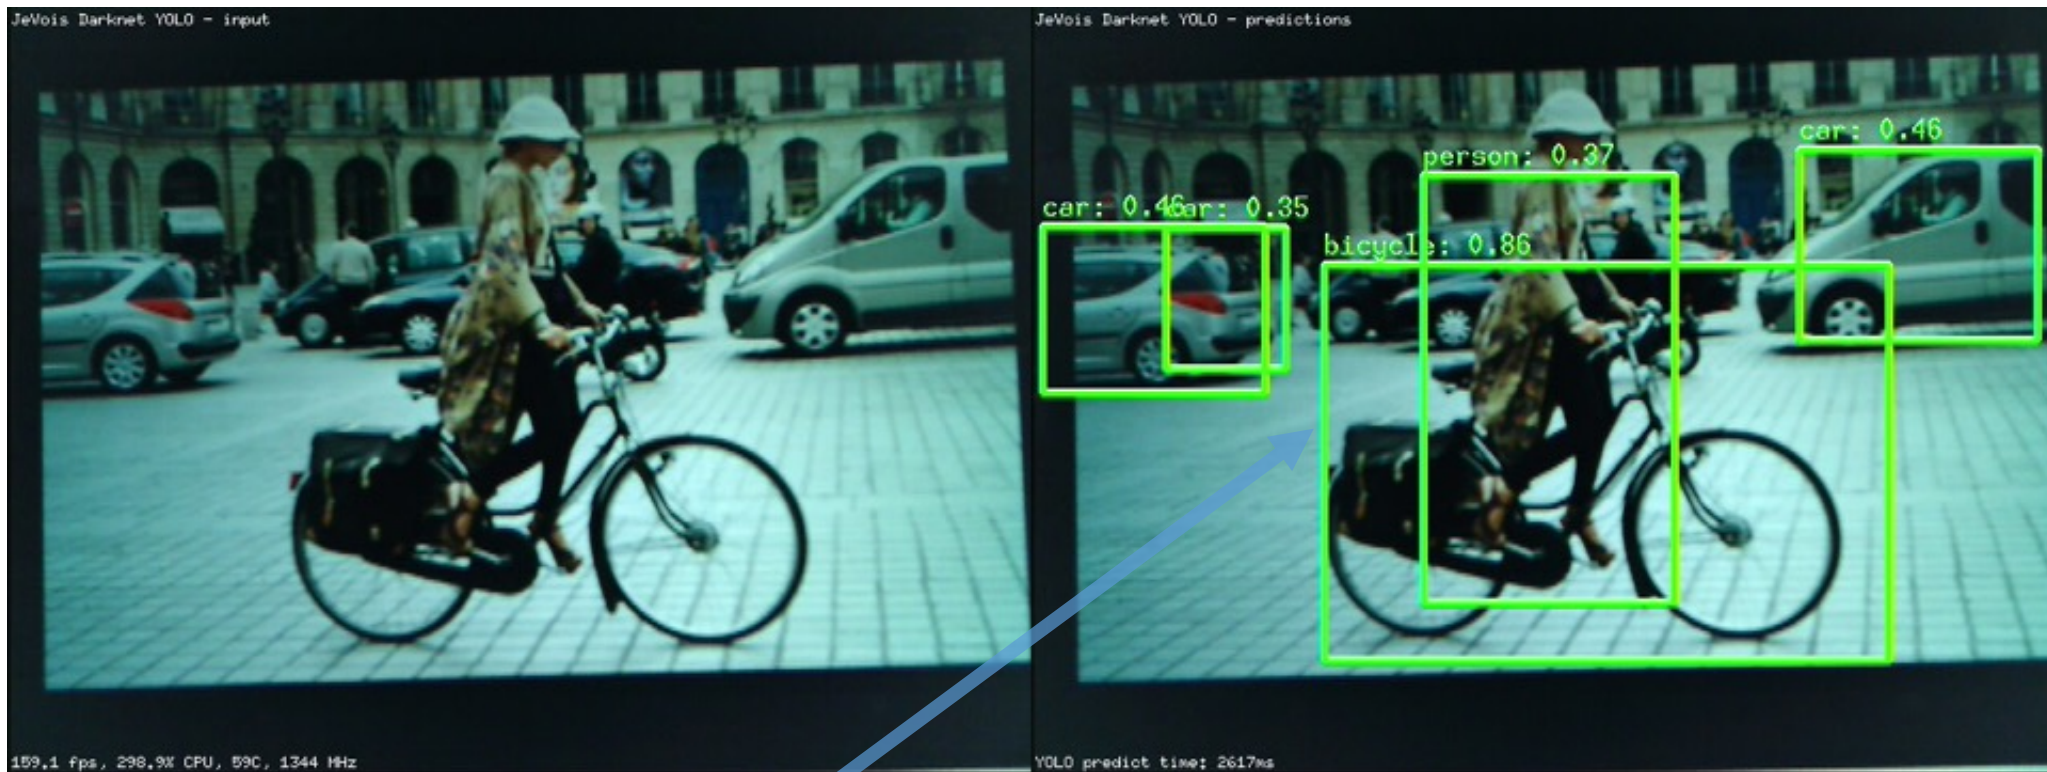 JeVois Darknet YOLO - input
JeVois Darknet YOLO - predictions
car: 0.46
person: 0.37
car: 0.46
car: 0.35
bicycle: 0.86
159.1 fps, 298.9% CPU, 59C, 1344 MHz
YOLO predict time: 2617ms